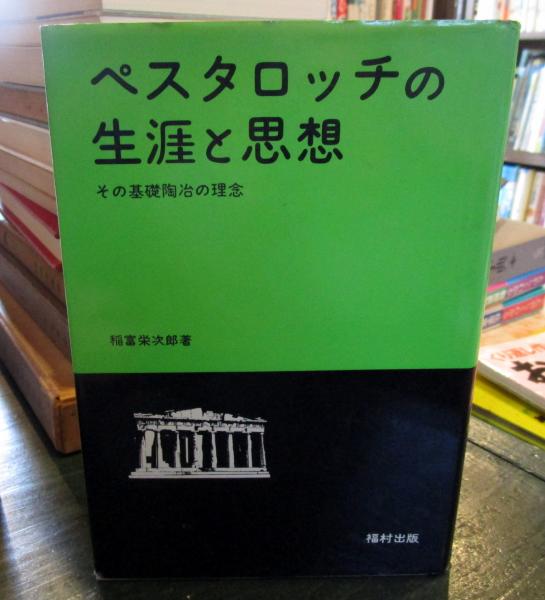 ペスタロッチの
生涯と思想
その基礎陶冶の理念
稲富栄次郎著
福村出版